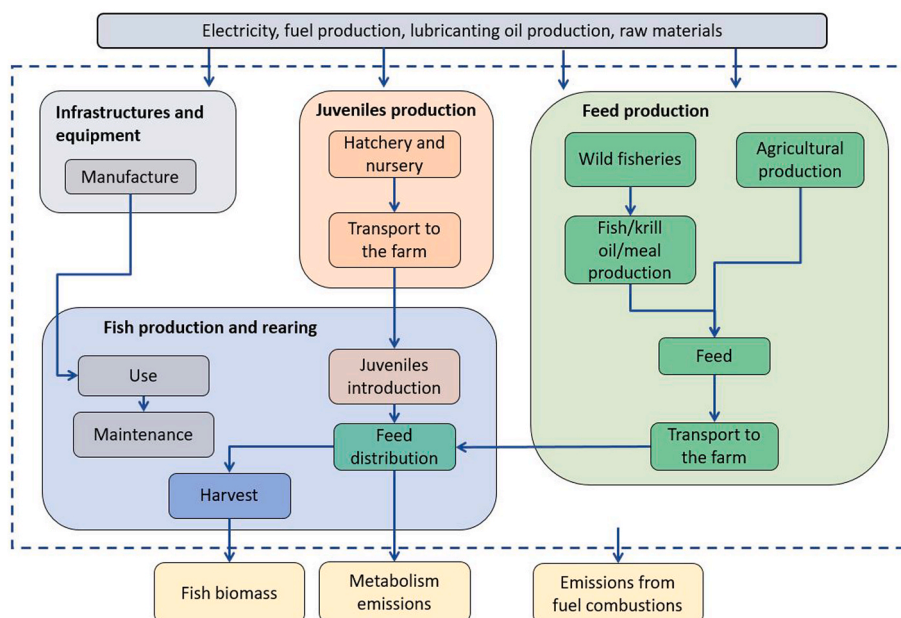 Electricity, fuel production, lubricanting oil production, raw materials
Infrastructures and
equipment
Manufacture
Juveniles production
Hatchery and
nursery
Transport to
the farm
Feed production
Wild fisheries
Agricultural
production
Fish/krill
oil/meal
production
Feed
Transport to
the farm
Fish production and rearing
Use
Maintenance
Juveniles
introduction
Feed
distribution
Harvest
Fish biomass
Metabolism
emissions
Emissions from
fuel combustions